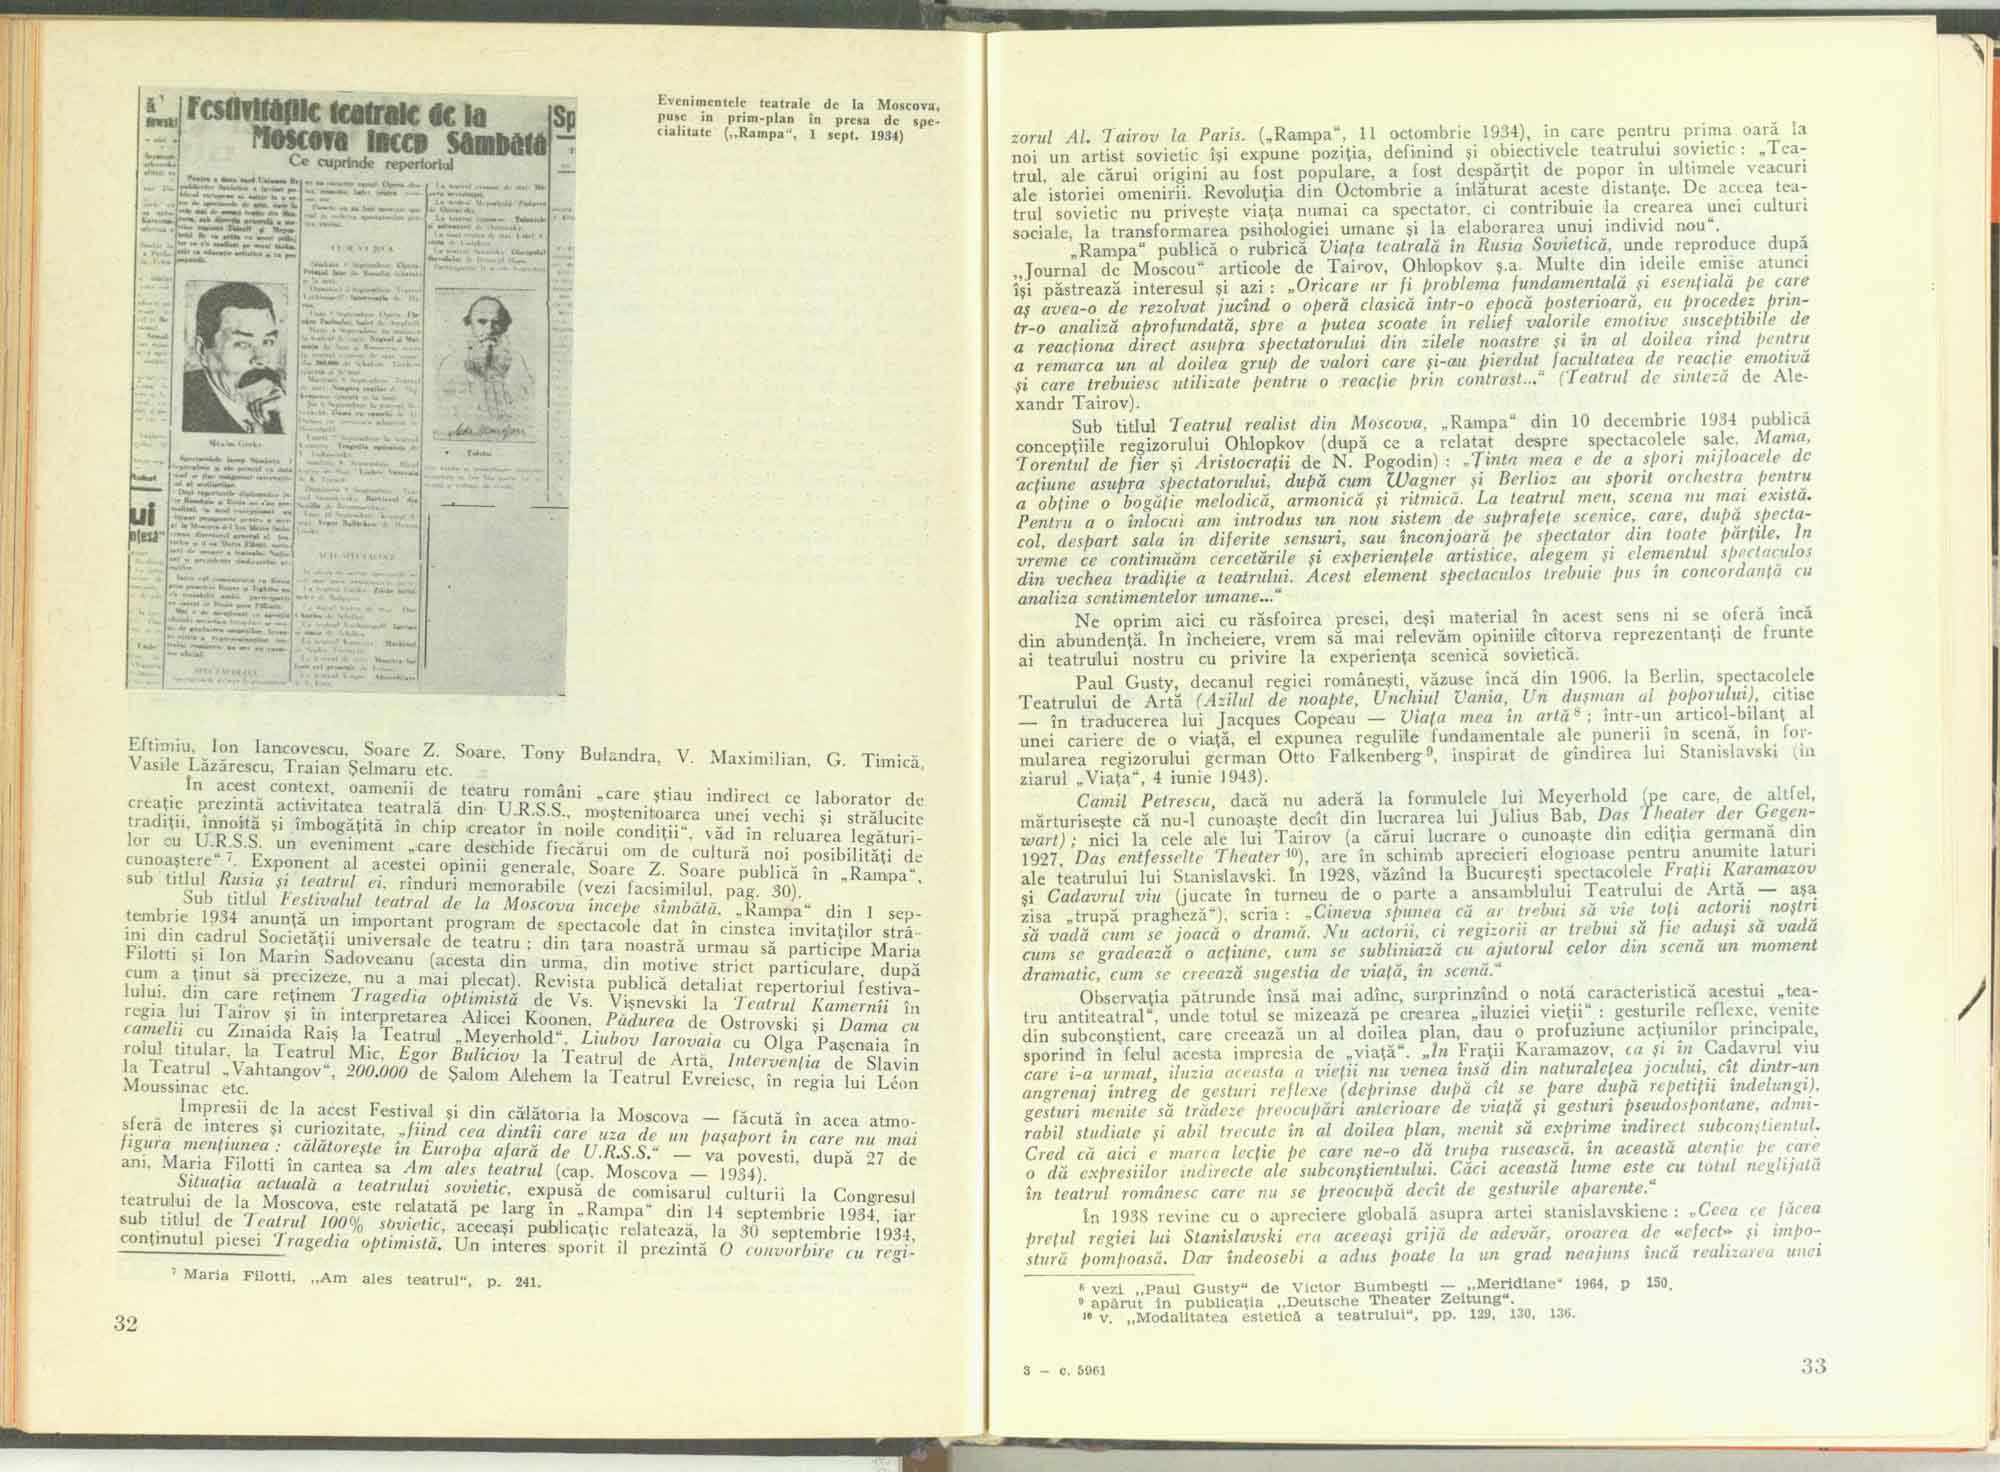 Festivitățile teatrale de la
Moscova încep Sâmbătă
Ce cuprinde repertoriul
Maxim Gorky
Tolstoi
Evenimentele teatrale de la Moscova,
puse in prim-plan în presa de spe-
cialitate („Rampa“, 1 sept. 1934)
Eftimiu, Ion Iancovescu, Soare Z. Soare, Tony Bulandra, V. Maximilian, G. Timică,
Vasile Lăzărescu, Traian Șelmaru etc.
În acest context, oamenii de teatru români „care știau indirect ce laborator de
creație prezintă activitatea teatrală din U.R.S.S., moștenitoarea unei vechi și strălucite
tradiții, înnoită și îmbogățită în chip creator în noile condiții“, văd în reluarea legături-
lor cu U.R.S.S. un eveniment „care deschide fiecărui om de cultură noi posibilități de
cunoaștere“ 7. Exponent al acestei opinii generale, Soare Z. Soare publică în „Rampa“,
sub titlul Rusia și teatrul ei, rînduri memorabile (vezi facsimilul, pag. 30).
Sub titlul Festivalul teatral de la Moscova începe sîmbătă, „Rampa“ din 1 sep-
tembrie 1934 anunță un important program de spectacole dat în cinstea invitaților stră-
ini din cadrul Societății universale de teatru ; din țara noastră urmau să participe Maria
Filotti și Ion Marin Sadoveanu (acesta din urmă, din motive strict particulare, după
cum a ținut să precizeze, nu a mai plecat). Revista publică detaliat repertoriul festiva-
lului, din care reținem Tragedia optimistă de Vs. Vișnevski la Teatrul Kamernîi în
regia lui Tairov și în interpretarea Alicei Koonen, Pădurea de Ostrovski și Dama cu
camelii cu Zinaida Raiș la Teatrul „Meyerhold“, Liubov Iarovaia cu Olga Pașenaia în
rolul titular, la Teatrul Mic, Egor Buliciov la Teatrul de Artă, Intervenția de Slavin
la Teatrul „Vahtangov“, 200.000 de Șalom Alehem la Teatrul Evreiesc, în regia lui Léon
Moussinac etc.
Impresii de la acest Festival și din călătoria la Moscova — făcută în acea atmo-
sferă de interes și curiozitate, „fiind cea dintîi care uza de un pașaport în care nu mai
figura mențiunea : călătorește în Europa afară de U.R.S.S.“ — va povesti, după 27 de
ani, Maria Filotti în cartea sa Am ales teatrul (cap. Moscova — 1934).
Situația actuală a teatrului sovietic, expusă de comisarul culturii la Congresul
teatrului de la Moscova, este relatată pe larg în „Rampa“ din 14 septembrie 1934, iar
sub titlul de Teatrul 100% sovietic, aceeași publicație relatează, la 30 septembrie 1934,
conținutul piesei Tragedia optimistă. Un interes sporit îl prezintă O convorbire cu regi-
7 Maria Filotti, „Am ales teatrul“, p. 241.
32
zorul Al. Tairov la Paris. („Rampa“, 11 octombrie 1934), in care pentru prima oară la
noi un artist sovietic își expune poziția, definind și obiectivele teatrului sovietic : „Tea-
trul, ale cărui origini au fost populare, a fost despărțit de popor în ultimele veacuri
ale istoriei omenirii. Revoluția din Octombrie a înlăturat aceste distanțe. De aceea tea-
trul sovietic nu privește viața numai ca spectator, ci contribuie la crearea unei culturi
sociale, la transformarea psihologiei umane și la elaborarea unui individ nou“.
„Rampa“ publică o rubrică Viața teatrală în Rusia Sovietică, unde reproduce după
„Journal de Moscou“ articole de Tairov, Ohlopkov ș.a. Multe din ideile emise atunci
își păstrează interesul și azi : „Oricare ar fi problema fundamentală și esențială pe care
aș avea-o de rezolvat jucînd o operă clasică într-o epocă posterioară, eu procedez prin-
tr-o analiză aprofundată, spre a putea scoate în relief valorile emotive susceptibile de
a reacționa direct asupra spectatorului din zilele noastre și în al doilea rînd pentru
a remarca un al doilea grup de valori care și-au pierdut facultatea de reacție emotivă
și care trebuiesc utilizate pentru o reacție prin contrast...“ (Teatrul de sinteză de Ale-
xandr Tairov).
Sub titlul Teatrul realist din Moscova, „Rampa“ din 10 decembrie 1934 publică
concepțiile regizorului Ohlopkov (după ce a relatat despre spectacolele sale, Mama,
Torentul de fier și Aristocrații de N. Pogodin) : „Ținta mea e de a spori mijloacele de
acțiune asupra spectatorului, după cum Wagner și Berlioz au sporit orchestra pentru
a obține o bogăție melodică, armonică și ritmică. La teatrul meu, scena nu mai există.
Pentru a o înlocui am introdus un nou sistem de suprafețe scenice, care, după specta-
col, despart sala în diferite sensuri, sau înconjoară pe spectator din toate părțile. În
vreme ce continuăm cercetările și experiențele artistice, alegem și elementul spectaculos
din vechea tradiție a teatrului. Acest element spectaculos trebuie pus în concordanță cu
analiza sentimentelor umane...“
Ne oprim aici cu răsfoirea presei, deși material în acest sens ni se oferă încă
din abundență. În încheiere, vrem să mai relevăm opiniile cîtorva reprezentanți de frunte
ai teatrului nostru cu privire la experiența scenică sovietică.
Paul Gusty, decanul regiei românești, văzuse încă din 1906, la Berlin, spectacolele
Teatrului de Artă (Azilul de noapte, Unchiul Vania, Un dușman al poporului), citise
— în traducerea lui Jacques Copeau — Viața mea în artă 8 ; într-un articol-bilanț al
unei cariere de o viață, el expunea regulile fundamentale ale punerii în scenă, în for-
mularea regizorului german Otto Falkenberg 9, inspirat de gîndirea lui Stanislavski (în
ziarul „Viața“, 4 iunie 1943).
Camil Petrescu, dacă nu aderă la formulele lui Meyerhold (pe care, de altfel,
mărturisește că nu-l cunoaște decît din lucrarea lui Julius Bab, Das Theater der Gegen-
wart) ; nici la cele ale lui Tairov (a cărui lucrare o cunoaște din ediția germană din
1927, Das entfesselte Theater 10), are în schimb aprecieri elogioase pentru anumite laturi
ale teatrului lui Stanislavski. În 1928, văzînd la București spectacolele Frații Karamazov
și Cadavrul viu (jucate în turneu de o parte a ansamblului Teatrului de Artă — așa
zisa „trupă pragheză“), scria : „Cineva spunea că ar trebui să vie toți actorii noștri
să vadă cum se joacă o dramă. Nu actorii, ci regizorii ar trebui să fie aduși să vadă
cum se gradează o acțiune, cum se subliniază cu ajutorul celor din scenă un moment
dramatic, cum se creează sugestia de viață, în scenă.“
Observația pătrunde însă mai adînc, surprinzînd o notă caracteristică acestui „tea-
tru antiteatral“, unde totul se mizează pe crearea „iluziei vieții“ : gesturile reflexe, venite
din subconștient, care creează un al doilea plan, dau o profuziune acțiunilor principale,
sporind în felul acesta impresia de „viață“. „În Frații Karamazov, ca și în Cadavrul viu
care i-a urmat, iluzia aceasta a vieții nu venea însă din naturalețea jocului, cît dintr-un
angrenaj întreg de gesturi reflexe (deprinse după cît se pare după repetiții îndelungi),
gesturi menite să trădeze preocupări anterioare de viață și gesturi pseudospontane, admi-
rabil studiate și abil trecute în al doilea plan, menit să exprime indirect subconștientul.
Cred că aici e marea lecție pe care ne-o dă trupa rusească, în această atenție pe care
o dă expresiilor indirecte ale subconștientului. Căci această lume este cu totul neglijată
în teatrul românesc care nu se preocupă decît de gesturile aparente.“
În 1938 revine cu o apreciere globală asupra artei stanislavskiene : „Ceea ce făcea
prețul regiei lui Stanislavski era aceeași grijă de adevăr, oroarea de «efect» și impo-
stură pompoasă. Dar îndeosebi a adus poate la un grad neajuns încă realizarea unei
8 vezi „Paul Gusty“ de Victor Bumbești — „Meridiane“ 1964, p 150.
9 apărut în publicația „Deutsche Theater Zeitung“.
10 v. „Modalitatea estetică a teatrului“, pp. 129, 130, 136.
3 — c. 5961
33